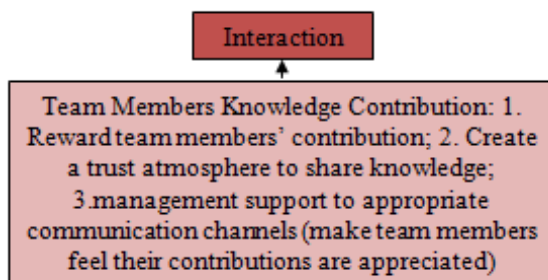 Interaction
Team Members Knowledge Contribution: 1.
Reward team members’ contribution; 2. Create
a trust atmosphere to share knowledge;
3.management support to appropriate
communication channels (make team members
feel their contributions are appreciated)